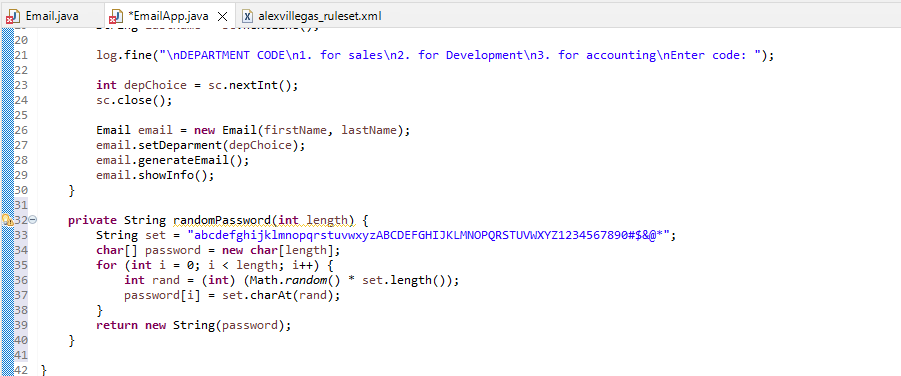 Email.java *EmailApp.java alexvillegas_ruleset.xml
20
21 log.fine("\nDEPARTMENT CODE\n1. for sales\n2. for Development\n3. for accounting\nEnter code: ");
22
23 int depChoice = sc.nextInt();
24 sc.close();
25
26 Email email = new Email(firstName, lastName);
27 email.setDeparment(depChoice);
28 email.generateEmail();
29 email.showInfo();
30 }
31
32 private String randomPassword(int length) {
33 String set = "abcdefghijklmnopqrstuvwxyzABCDEFGHIJKLMNOPQRSTUVWXYZ1234567890#$&@*";
34 char[] password = new char[length];
35 for (int i = 0; i < length; i++) {
36 int rand = (int) (Math.random() * set.length());
37 password[i] = set.charAt(rand);
38 }
39 return new String(password);
40 }
41
42 }